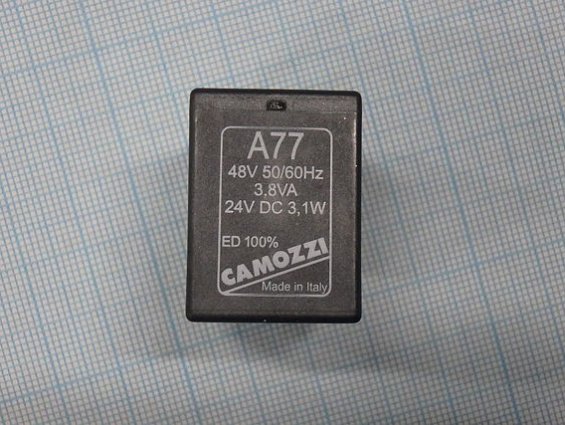 A77
48V 50/60Hz
3.8VA
24V DC 3,1W
ED 100%
CAMOZZI
Made in Italy